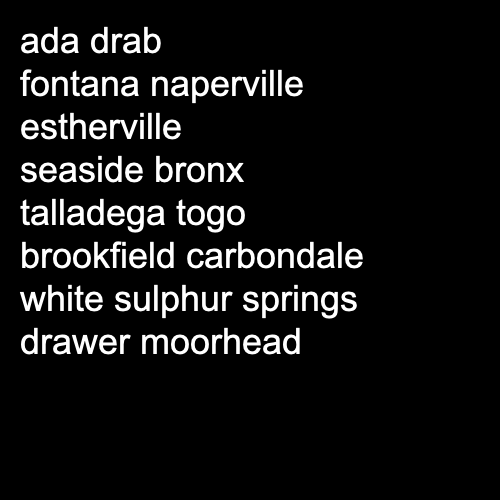 ada drab
fontana naperville
estherville
seaside bronx
talladega togo
brookfield carbondale
white sulphur springs
drawer moorhead